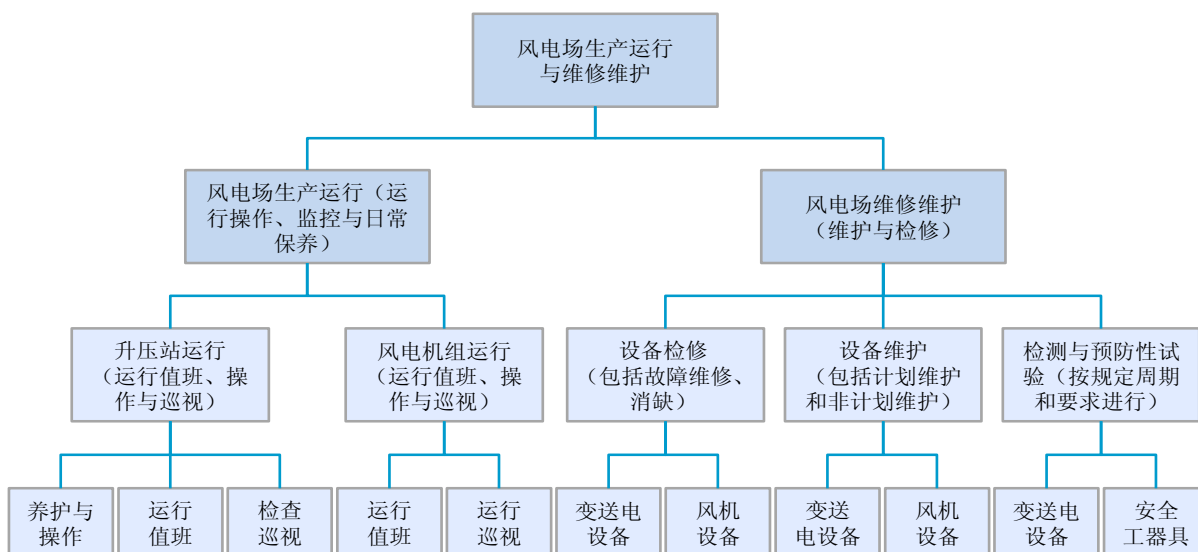 风电场生产运行
与维修维护
风电场生产运行（运
行操作、监控与日常
保养）
风电场维修维护
（维护与检修）
升压站运行
（运行值班、操
作与巡视）
风电机组运行
（运行值班、操
作与巡视）
设备检修
（包括故障维修、
消缺）
设备维护
（包括计划维护
和非计划维护）
检测与预防性试
验（按规定周期
和要求进行）
养护与
操作
运行
值班
检查
巡视
运行
值班
运行
巡视
变送电
设备
风机
设备
变送
电设备
风机
设备
变送电
设备
安全
工器具